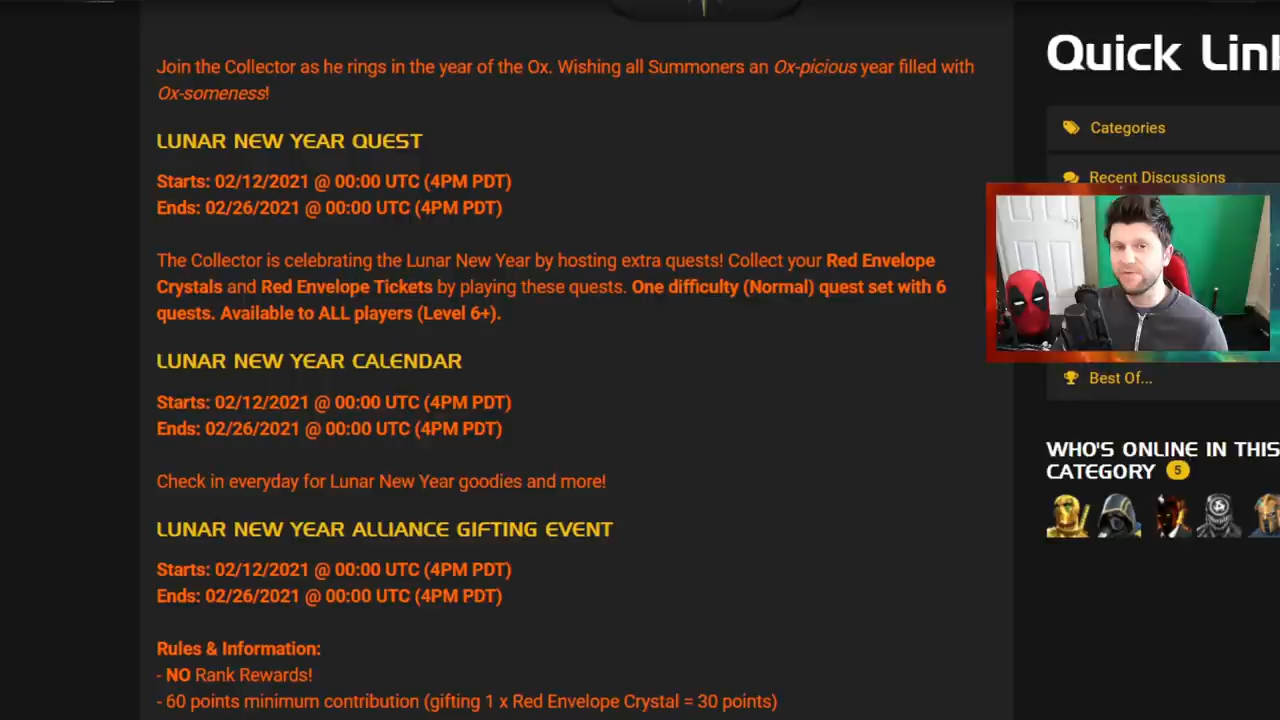 Join the Collector as he rings in the year of the Ox. Wishing all Summoners an Ox-picious year filled with
Ox-someness!
LUNAR NEW YEAR QUEST
Starts: 02/12/2021 @ 00:00 UTC (4PM PDT)
Ends: 02/26/2021 @ 00:00 UTC (4PM PDT)
The Collector is celebrating the Lunar New Year by hosting extra quests! Collect your Red Envelope
Crystals and Red Envelope Tickets by playing these quests. One difficulty (Normal) quest set with 6
quests. Available to ALL players (Level 6+).
LUNAR NEW YEAR CALENDAR
Starts: 02/12/2021 @ 00:00 UTC (4PM PDT)
Ends: 02/26/2021 @ 00:00 UTC (4PM PDT)
Check in everyday for Lunar New Year goodies and more!
LUNAR NEW YEAR ALLIANCE GIFTING EVENT
Starts: 02/12/2021 @ 00:00 UTC (4PM PDT)
Ends: 02/26/2021 @ 00:00 UTC (4PM PDT)
Rules & Information:
- NO Rank Rewards!
- 60 points minimum contribution (gifting 1 x Red Envelope Crystal = 30 points)
Quick Lin
Categories
Recent Discussions
Best Of...
WHO'S ONLINE IN THIS
CATEGORY 5